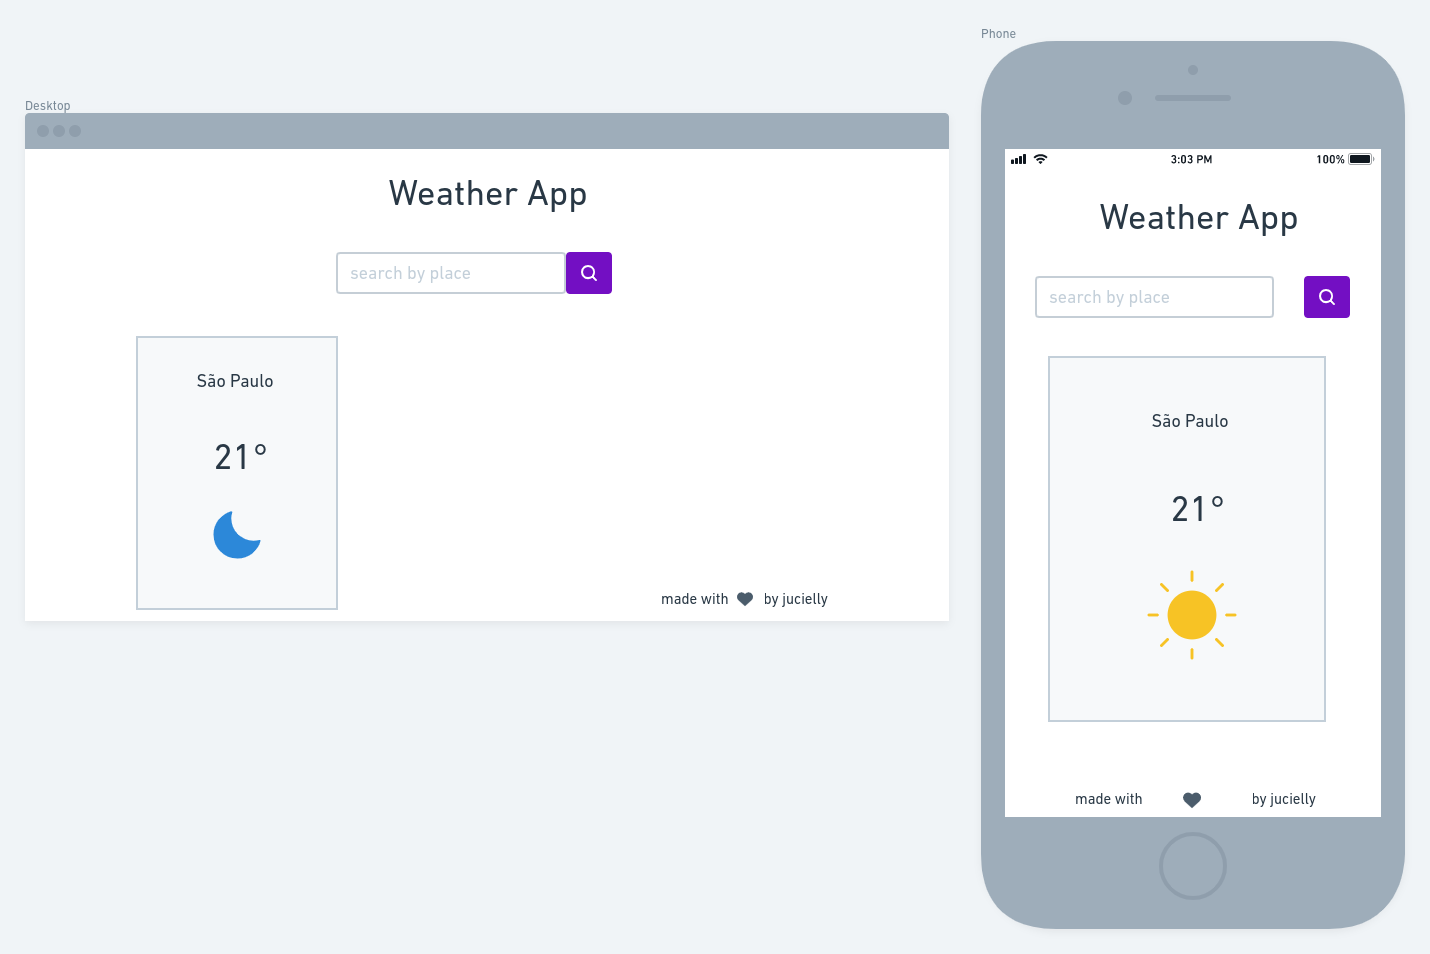 Desktop
Weather App
search by place
São Paulo
21°
made with by jucielly
Phone
3:03 PM 100%
Weather App
search by place
São Paulo
21°
made with by jucielly